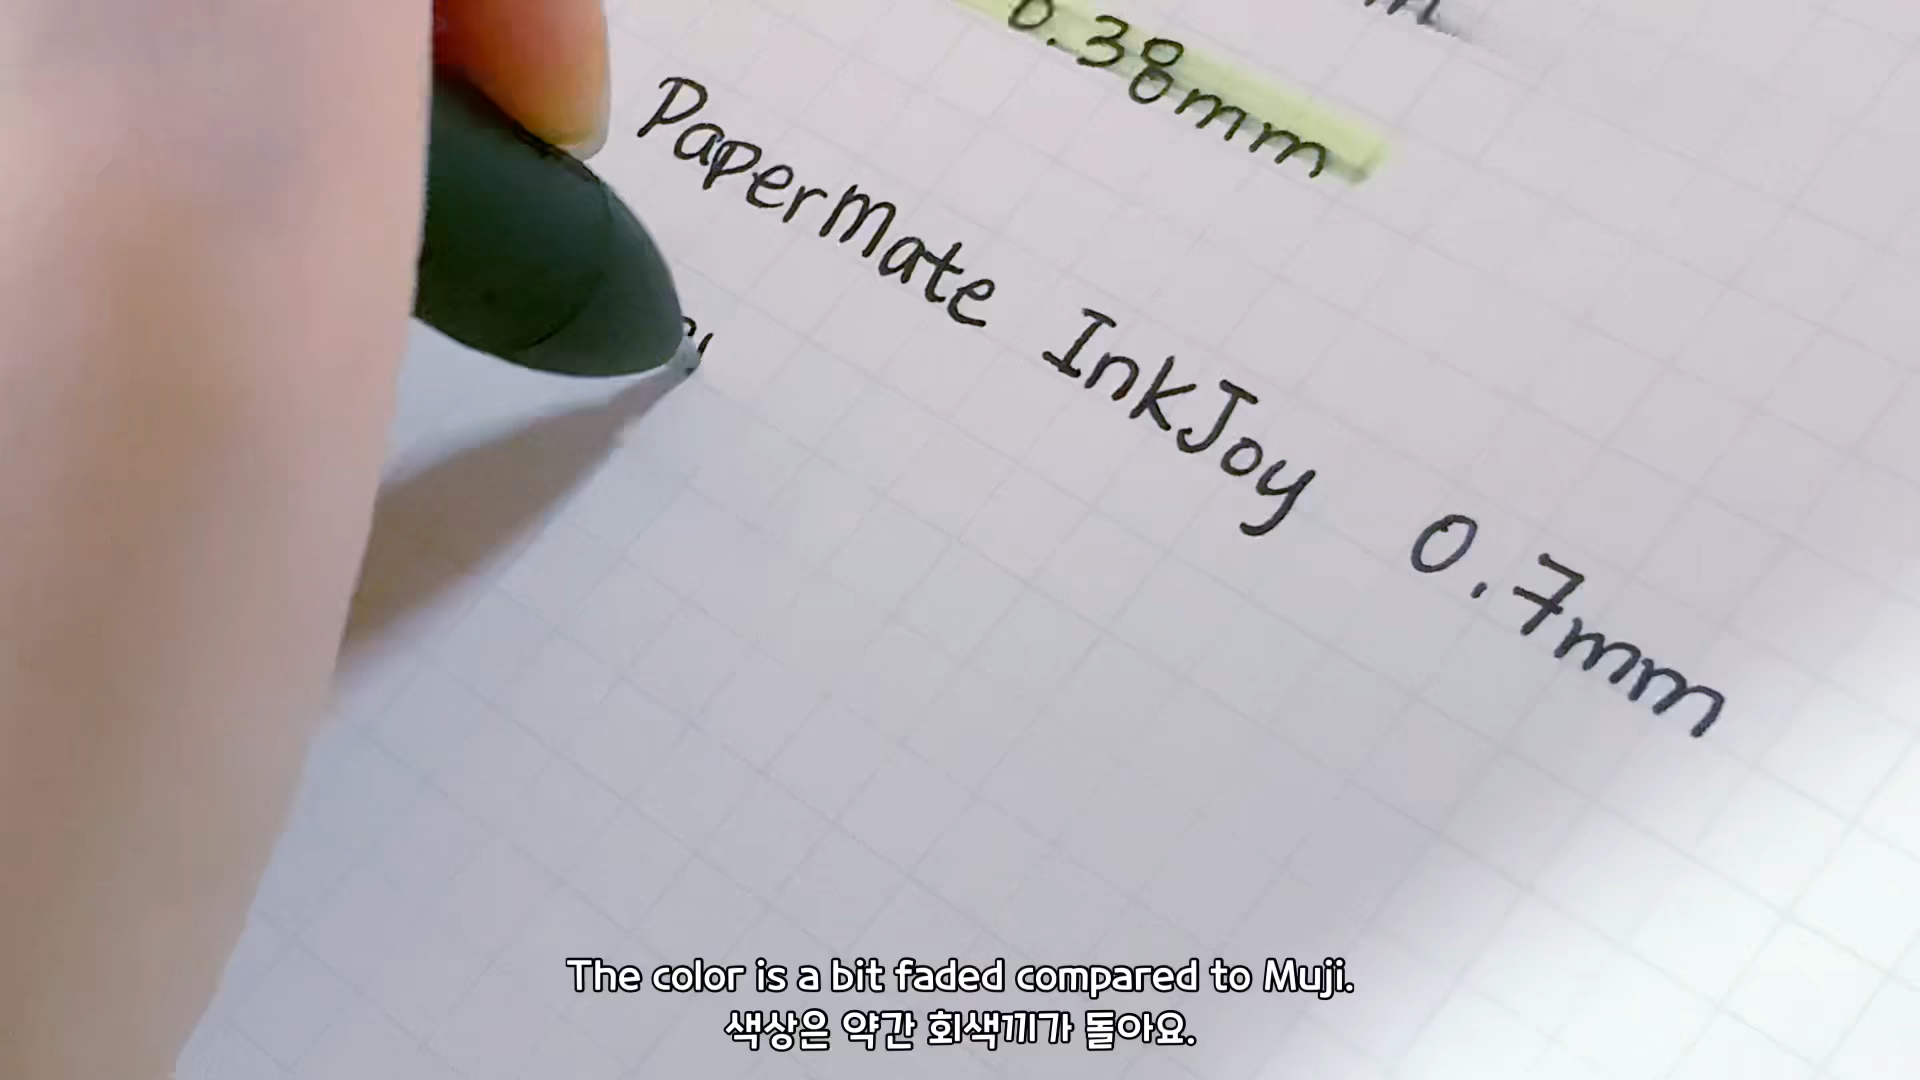 0.38mm
PaperMate InkJoy 0.7mm
The color is a bit faded compared to Muji.
색상은 약간 회색끼가 돌아요.